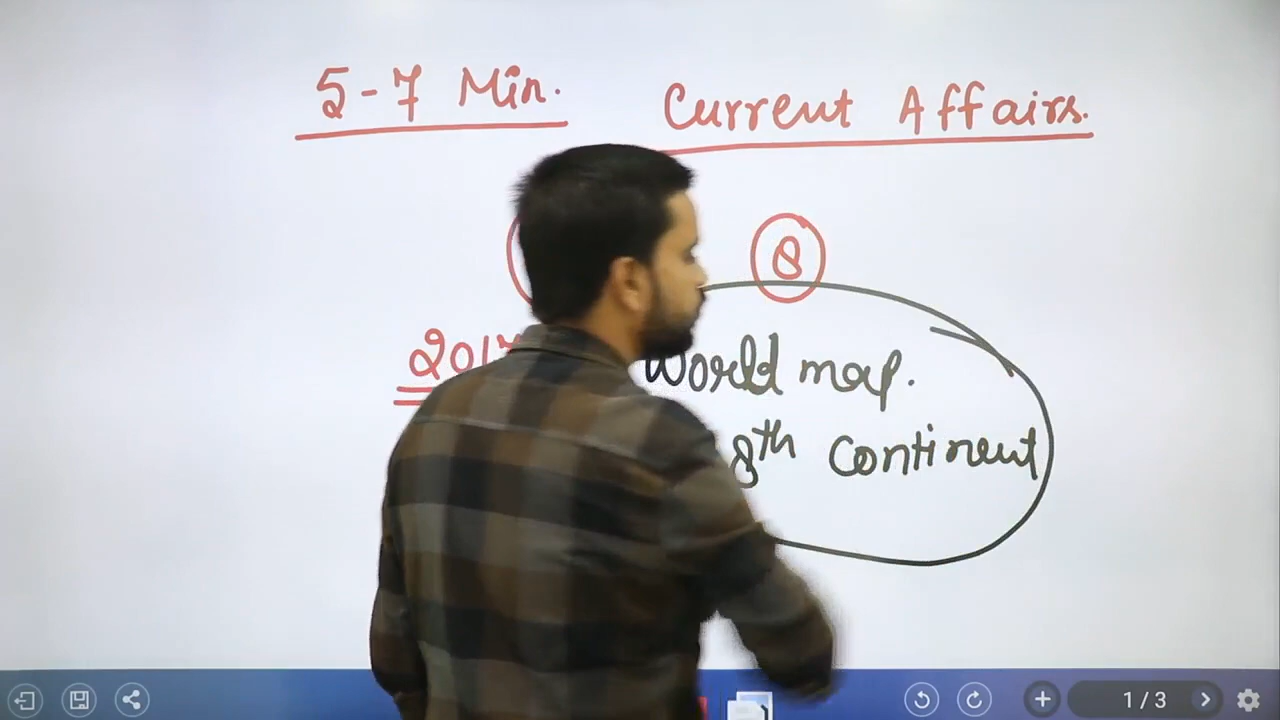 5-7 Min. Current Affairs.
8
World map.
8th continent
1/3